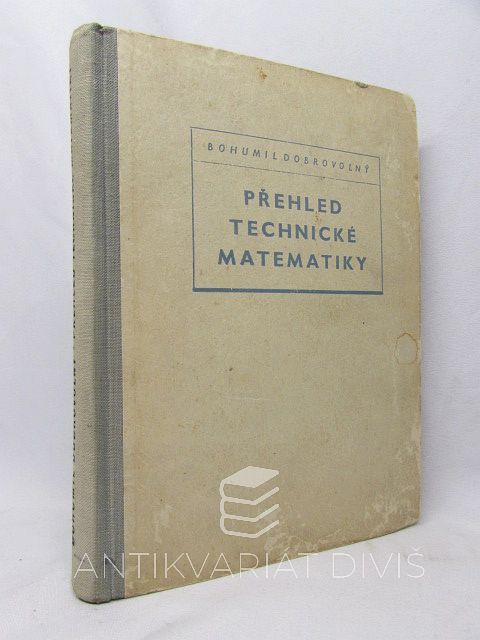 BOHUMIL DOBROVOLNÝ
PŘEHLED
TECHNICKÉ
MATEMATIKY
ANTIKVARIÁT DIVIŠ